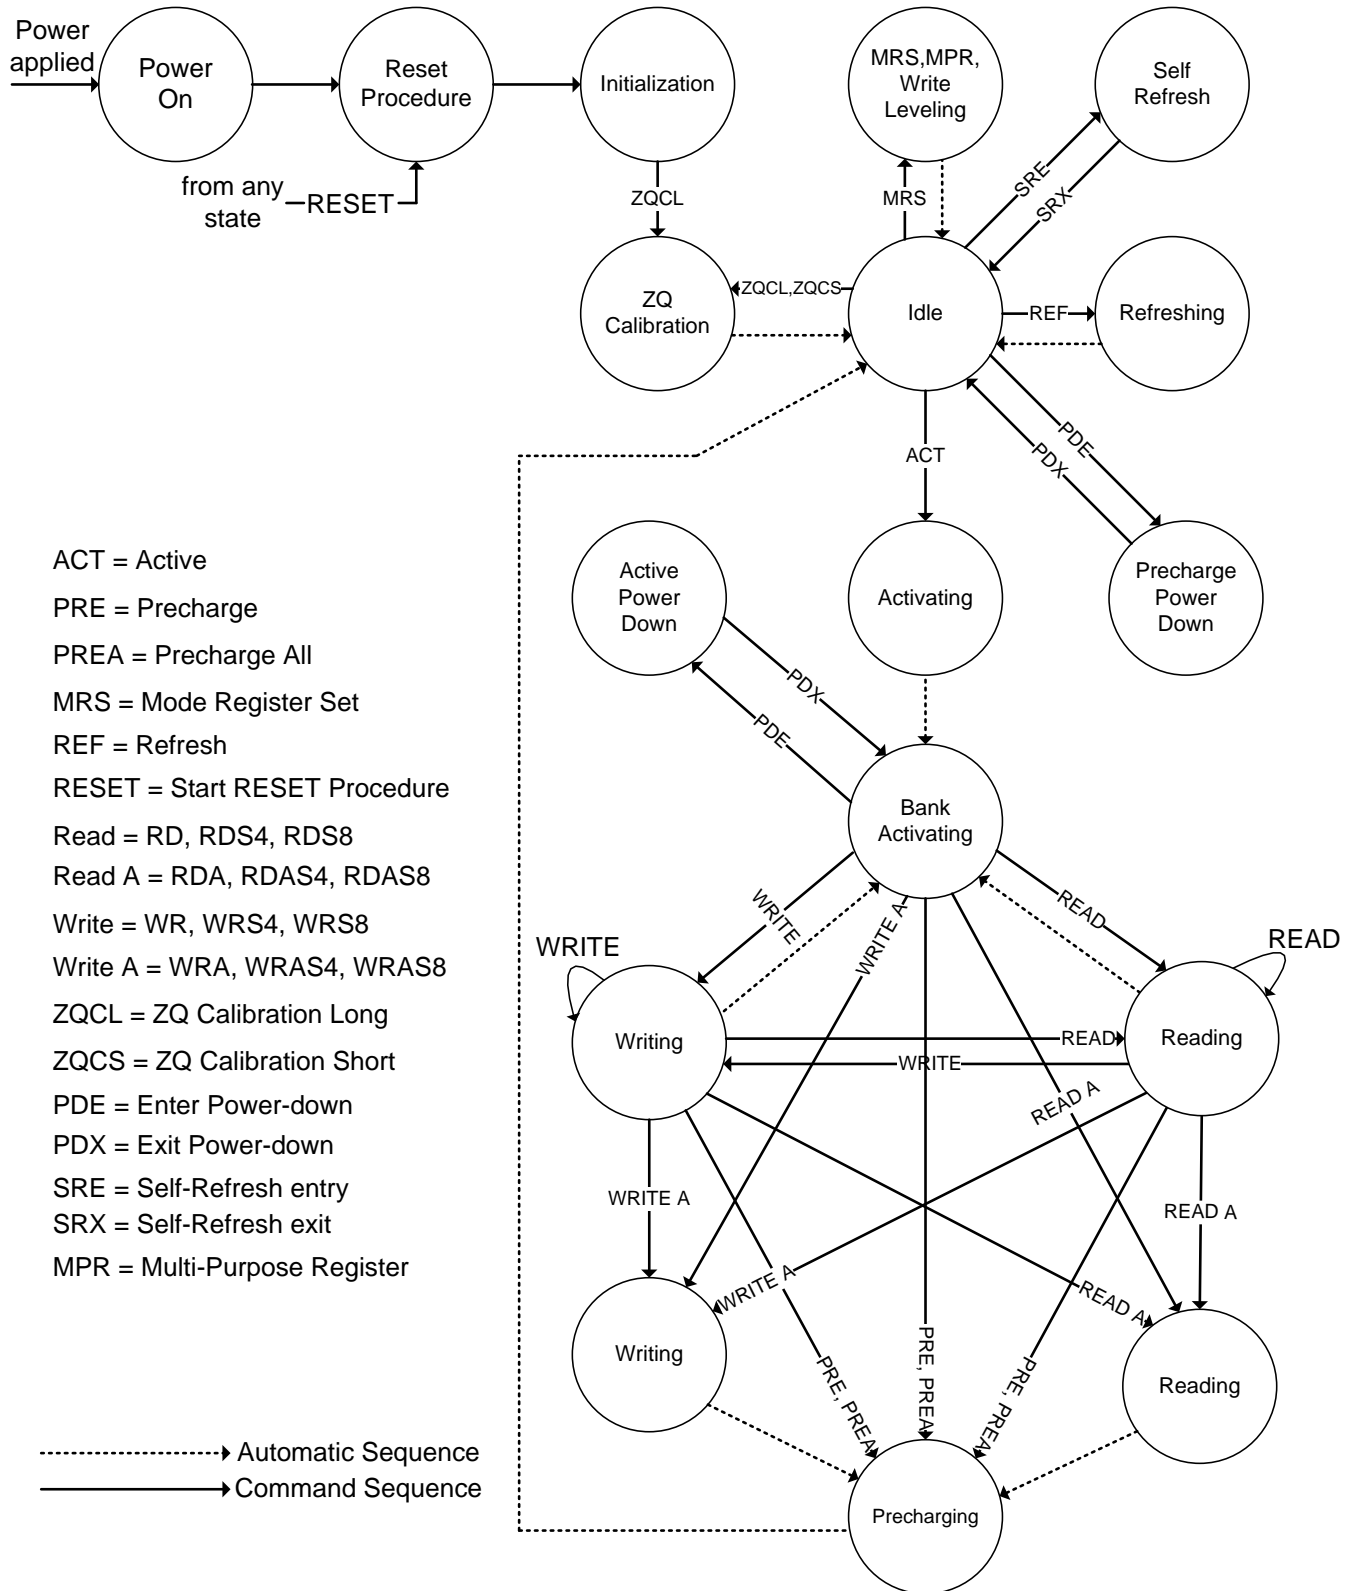 Power
applied
Power
On
Reset
Procedure
Initialization
MRS,MPR,
Write
Leveling
Self
Refresh
from any
state
RESET
ZQCL
MRS
SRE
SRX
ZQ
Calibration
ZQCL,ZQCS
Idle
REF
Refreshing
ACT
PDE
PDX
Active
Power
Down
Activating
Precharge
Power
Down
PDX
PDE
Bank
Activating
WRITE
WRITE
WRITE A
READ
READ
Writing
READ
WRITE
Reading
READ A
WRITE A
READ A
WRITE A
READ A
Writing
PRE, PREA
PRE, PREA
PRE, PREA
Reading
Precharging
ACT = Active
PRE = Precharge
PREA = Precharge All
MRS = Mode Register Set
REF = Refresh
RESET = Start RESET Procedure
Read = RD, RDS4, RDS8
Read A = RDA, RDAS4, RDAS8
Write = WR, WRS4, WRS8
Write A = WRA, WRAS4, WRAS8
ZQCL = ZQ Calibration Long
ZQCS = ZQ Calibration Short
PDE = Enter Power-down
PDX = Exit Power-down
SRE = Self-Refresh entry
SRX = Self-Refresh exit
MPR = Multi-Purpose Register
Automatic Sequence
Command Sequence